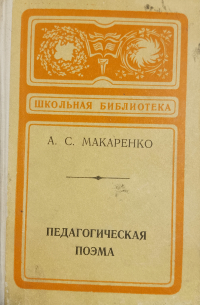 ШКОЛЬНАЯ БИБЛИОТЕКА
А. С. МАКАРЕНКО
ПЕДАГОГИЧЕСКАЯ
ПОЭМА